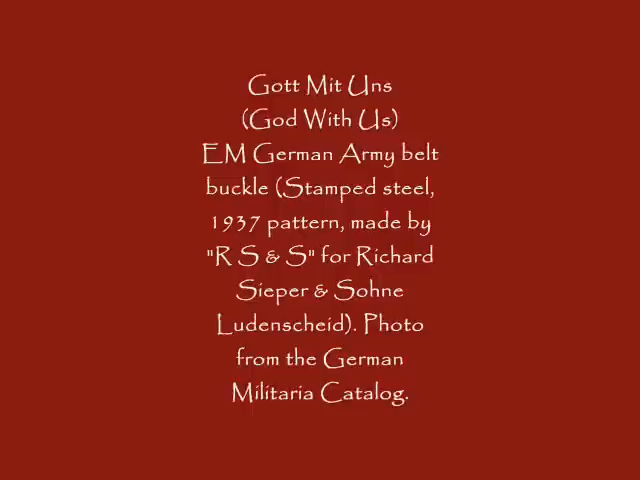 Gott Mit Uns
(God With Us)
EM German Army belt
buckle (Stamped steel,
1937 pattern, made by
"R S & S" for Richard
Sieper & Sohne
Ludenscheid). Photo
from the German
Militaria Catalog.